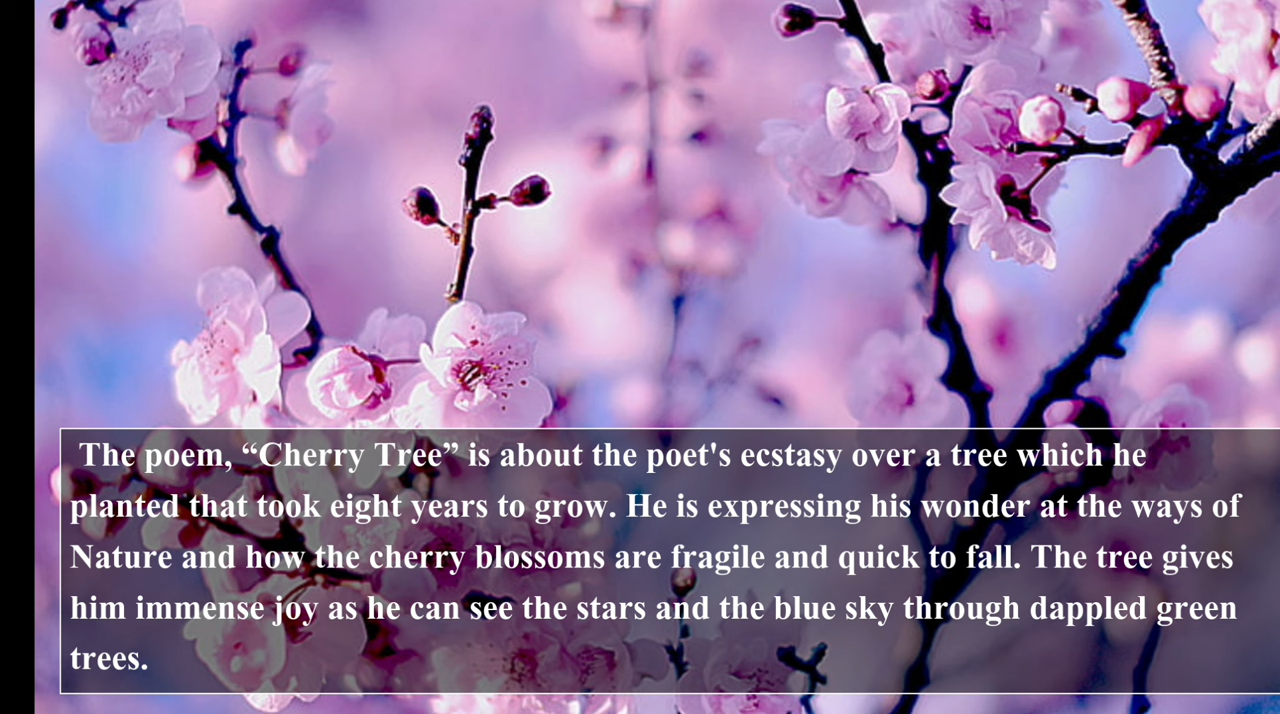 The poem, “Cherry Tree” is about the poet's ecstasy over a tree which he
planted that took eight years to grow. He is expressing his wonder at the ways of
Nature and how the cherry blossoms are fragile and quick to fall. The tree gives
him immense joy as he can see the stars and the blue sky through dappled green
trees.